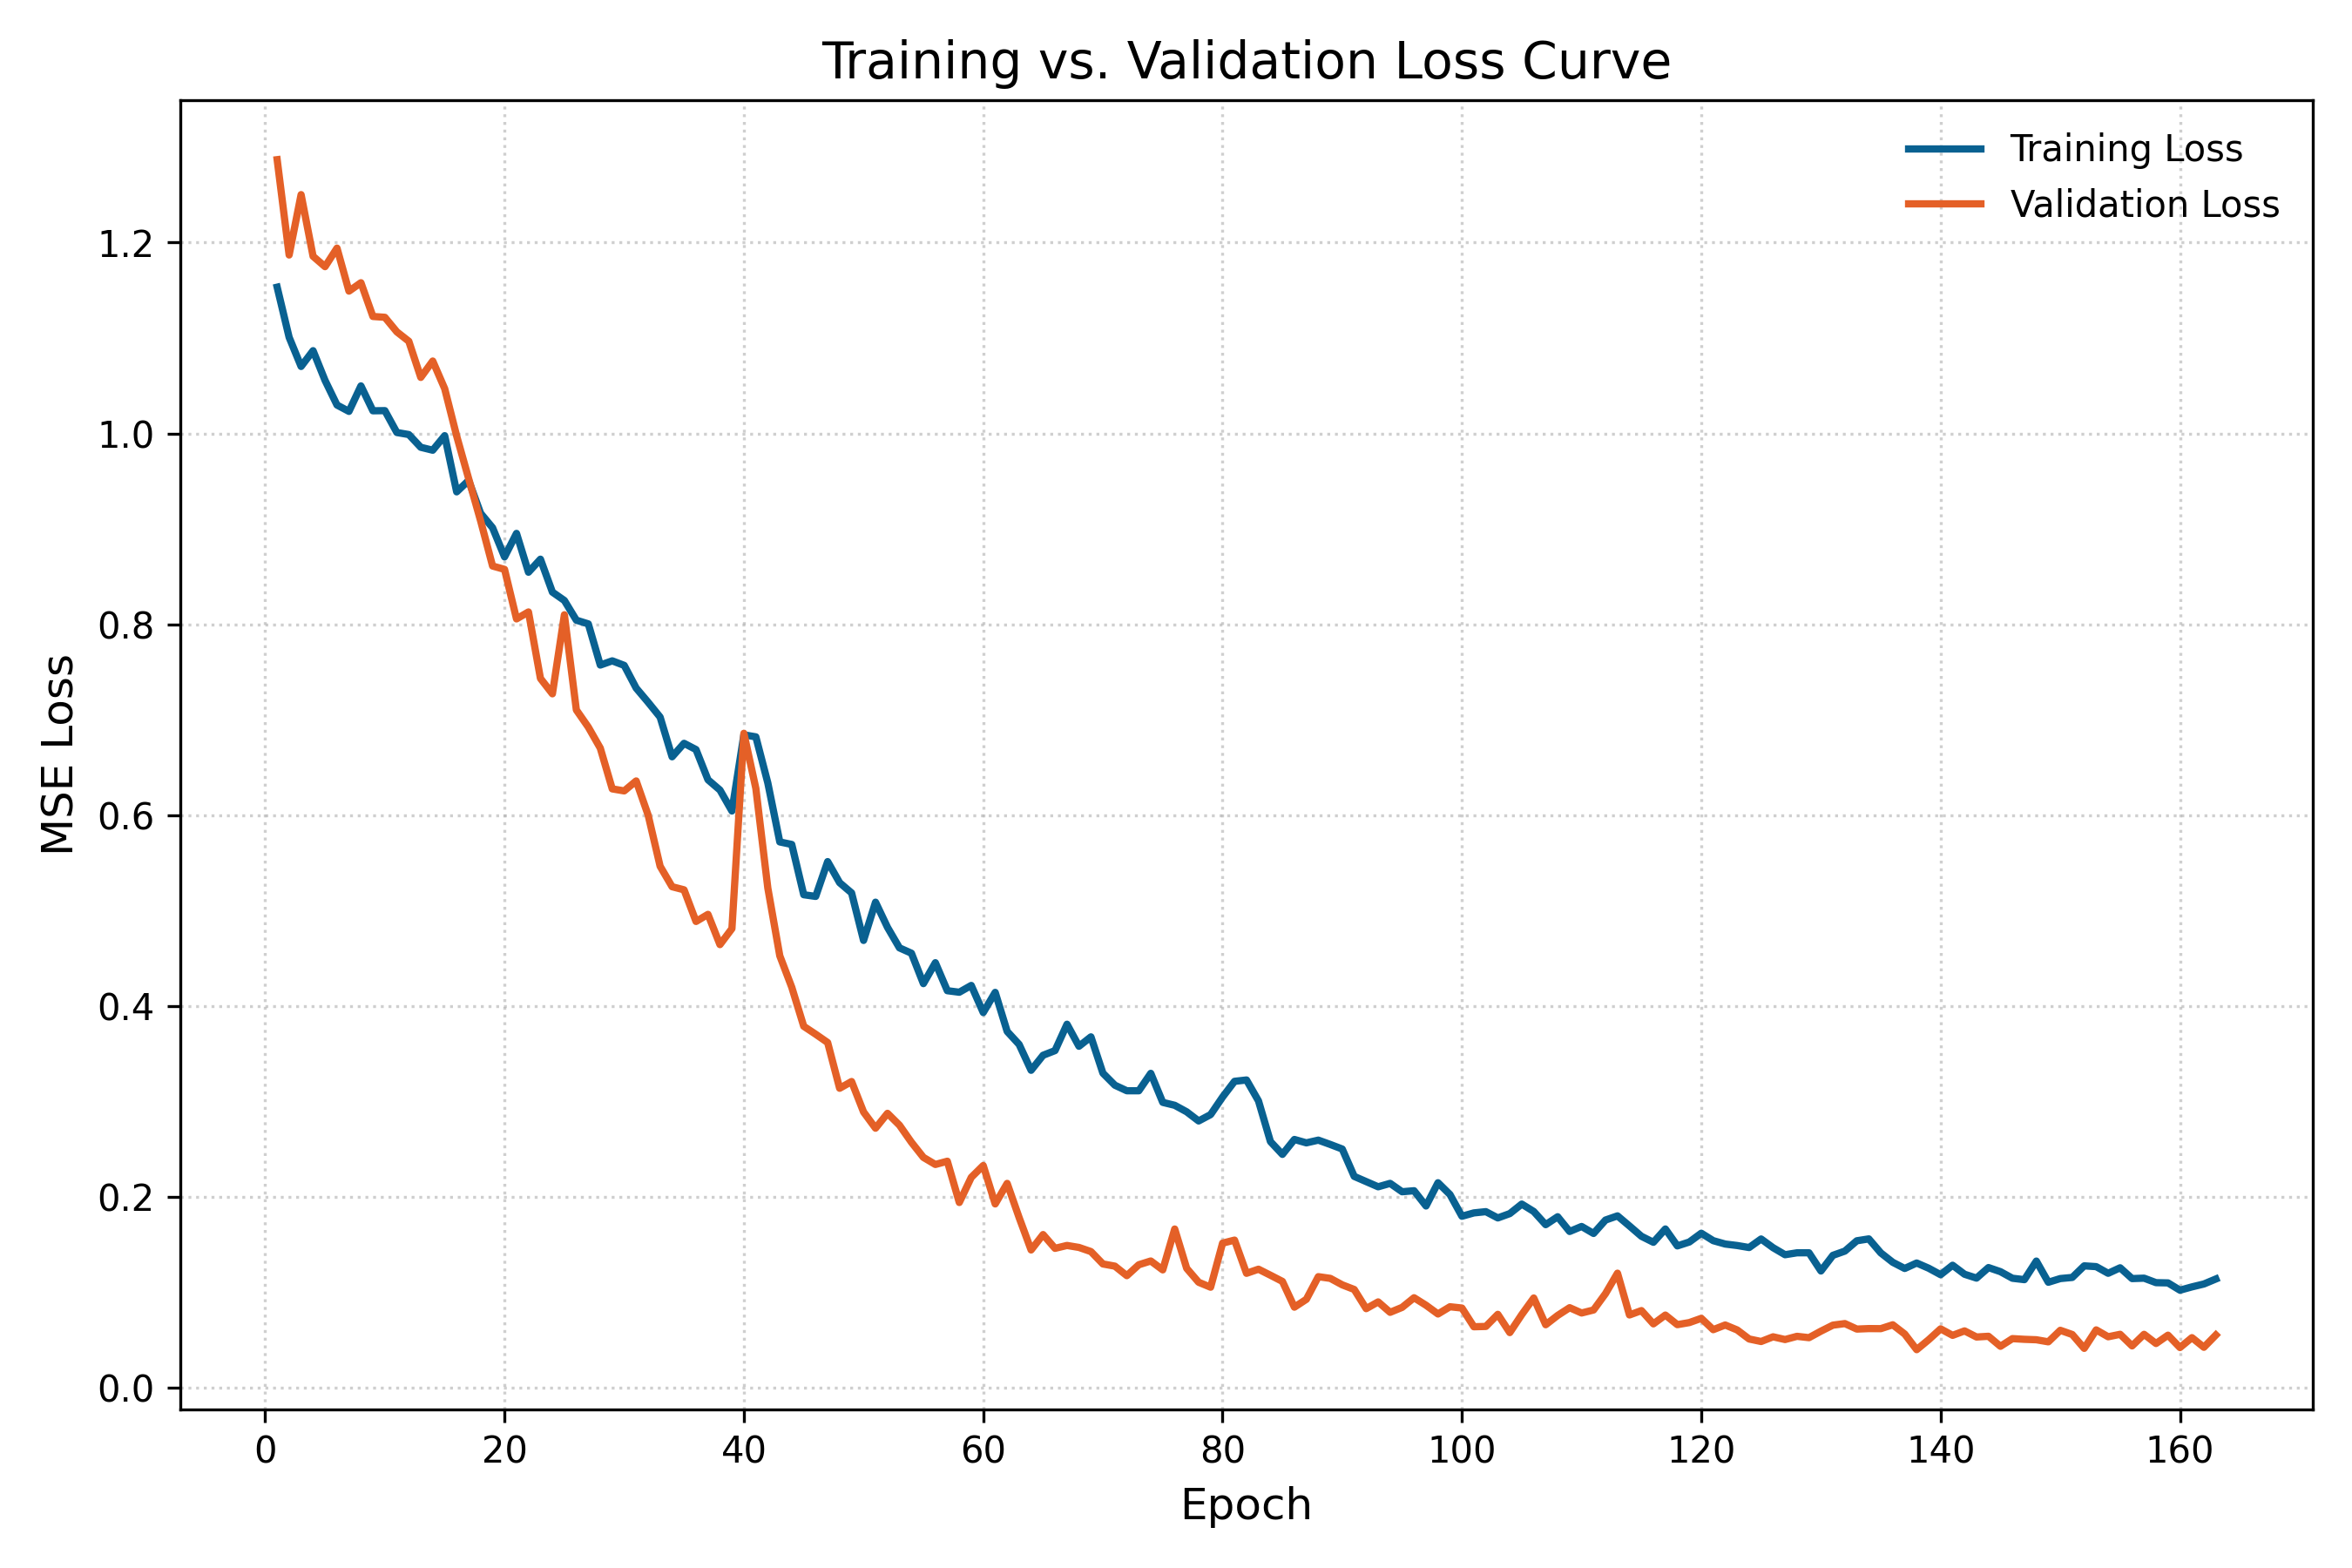 Training vs. Validation Loss Curve
Training Loss
Validation Loss
MSE Loss
1.2
1.0
0.8
0.6
0.4
0.2
0.0
0 20 40 60 80 100 120 140 160
Epoch